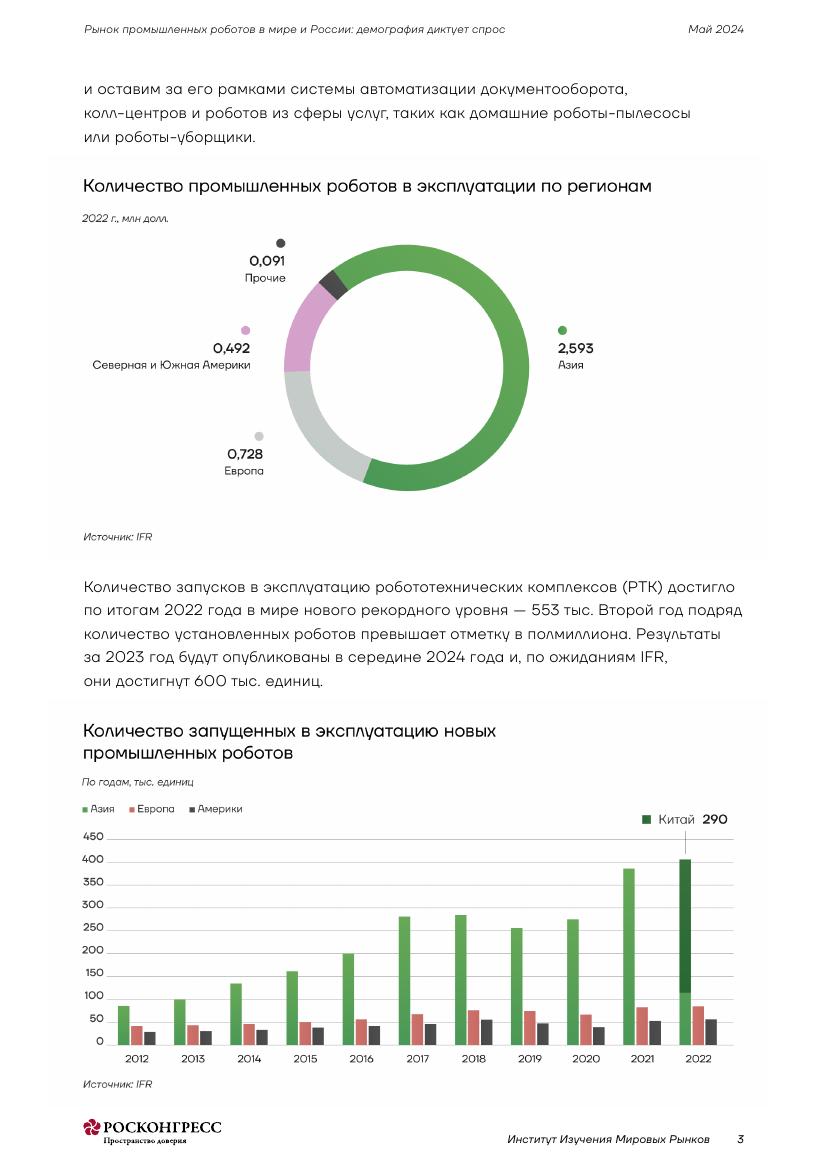 Рынок промышленных роботов в мире и России: демография диктует спрос
Май 2024
и оставим за его рамками системы автоматизации документооборота,
колл-центров и роботов из сферы услуг, таких как домашние роботы-пылесосы
или роботы-уборщики.
Количество промышленных роботов в эксплуатации по регионам
2022 г., млн долл.
0,091
Прочие
0,492
Северная и Южная Америки
2,593
Азия
0,728
Европа
Источник: IFR
Количество запусков в эксплуатацию робототехнических комплексов (РТК) достигло
по итогам 2022 года в мире нового рекордного уровня — 553 тыс. Второй год подряд
количество установленных роботов превышает отметку в полмиллиона. Результаты
за 2023 год будут опубликованы в середине 2024 года и, по ожиданиям IFR,
они достигнут 600 тыс. единиц.
Количество запущенных в эксплуатацию новых
промышленных роботов
По годам, тыс. единиц
Азия Европа Америки
Китай 290
450
400
350
300
250
200
150
100
50
0
2012 2013 2014 2015 2016 2017 2018 2019 2020 2021 2022
Источник: IFR
РОСКОНГРЕСС
Пространство доверия
Институт Изучения Мировых Рынков 3